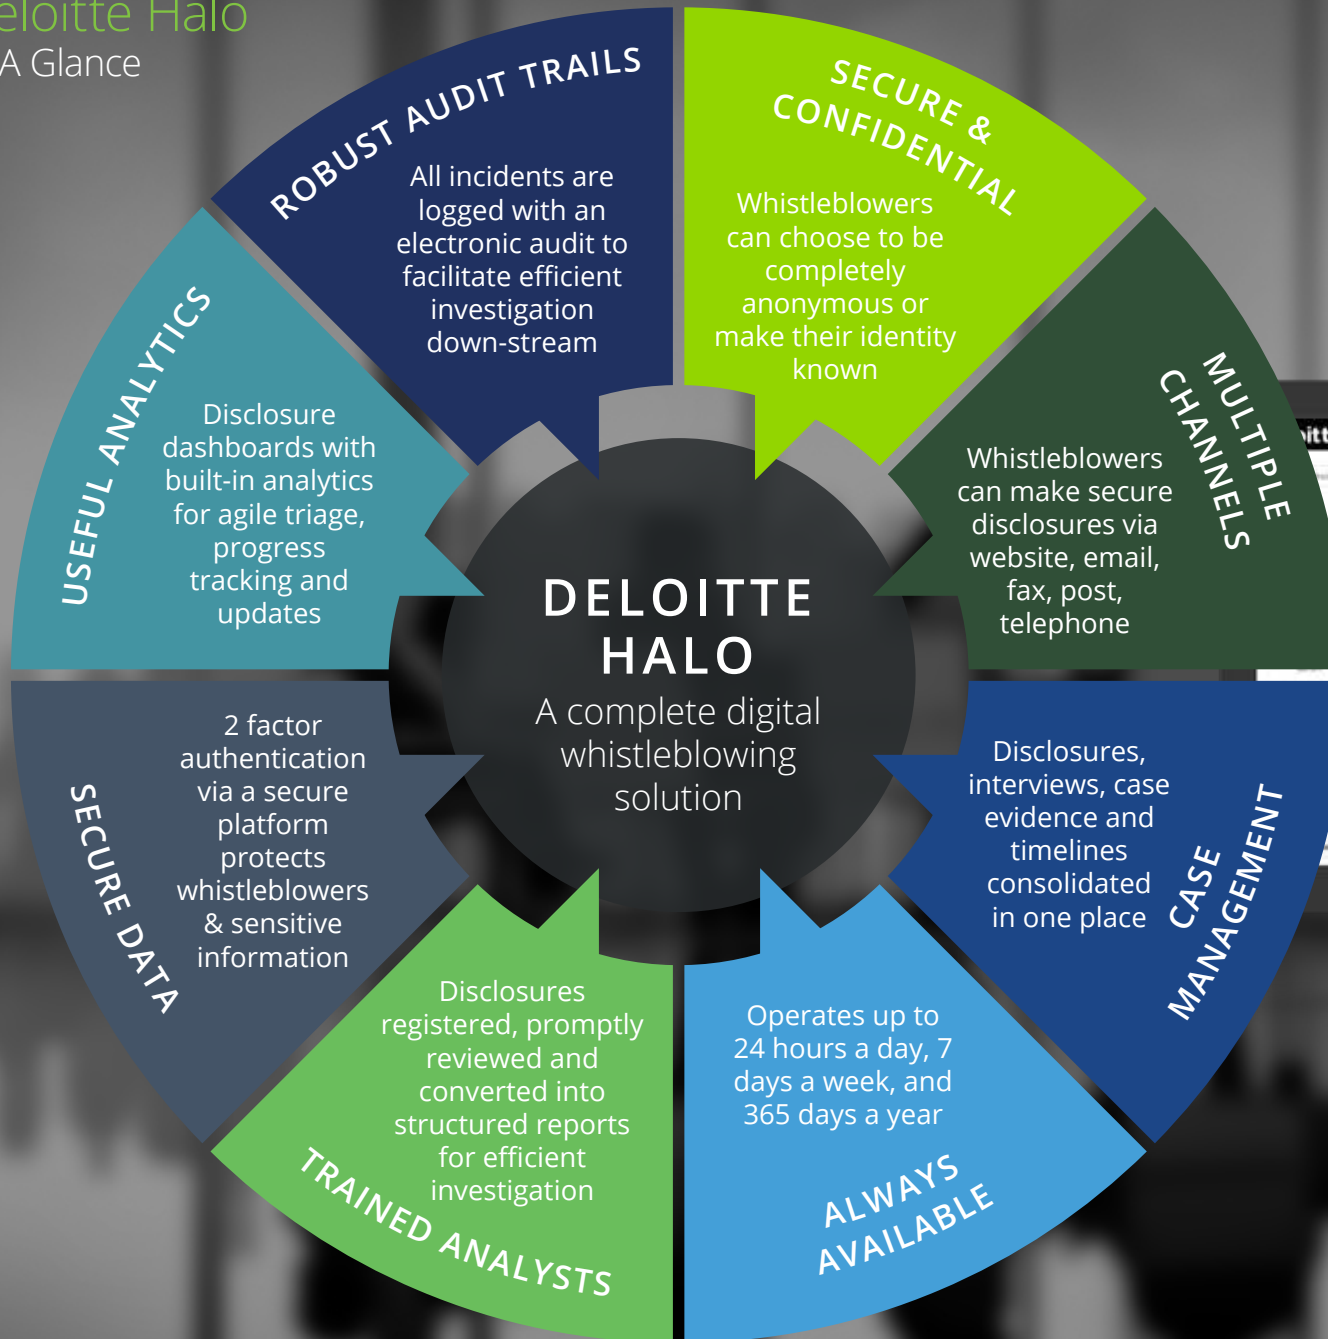 eloitte Halo
A Glance
ROBUST AUDIT TRAILS
All incidents are
logged with an
electronic audit to
facilitate efficient
investigation
down-stream
SECURE &
CONFIDENTIAL
Whistleblowers
can choose to be
completely
anonymous or
make their identity
known
MULTIPLE
CHANNELS
Whistleblowers
can make secure
disclosures via
website, email,
fax, post,
telephone
CASE
MANAGEMENT
Disclosures,
interviews, case
evidence and
timelines
consolidated
in one place
Operates up to
24 hours a day, 7
days a week, and
365 days a year
ALWAYS
AVAILABLE
Disclosures
registered, promptly
reviewed and
converted into
structured reports
for efficient
investigation
TRAINED ANALYSTS
SECURE DATA
2 factor
authentication
via a secure
platform
protects
whistleblowers
& sensitive
information
USEFUL ANALYTICS
Disclosure
dashboards with
built-in analytics
for agile triage,
progress
tracking and
updates
DELOITTE
HALO
A complete digital
whistleblowing
solution